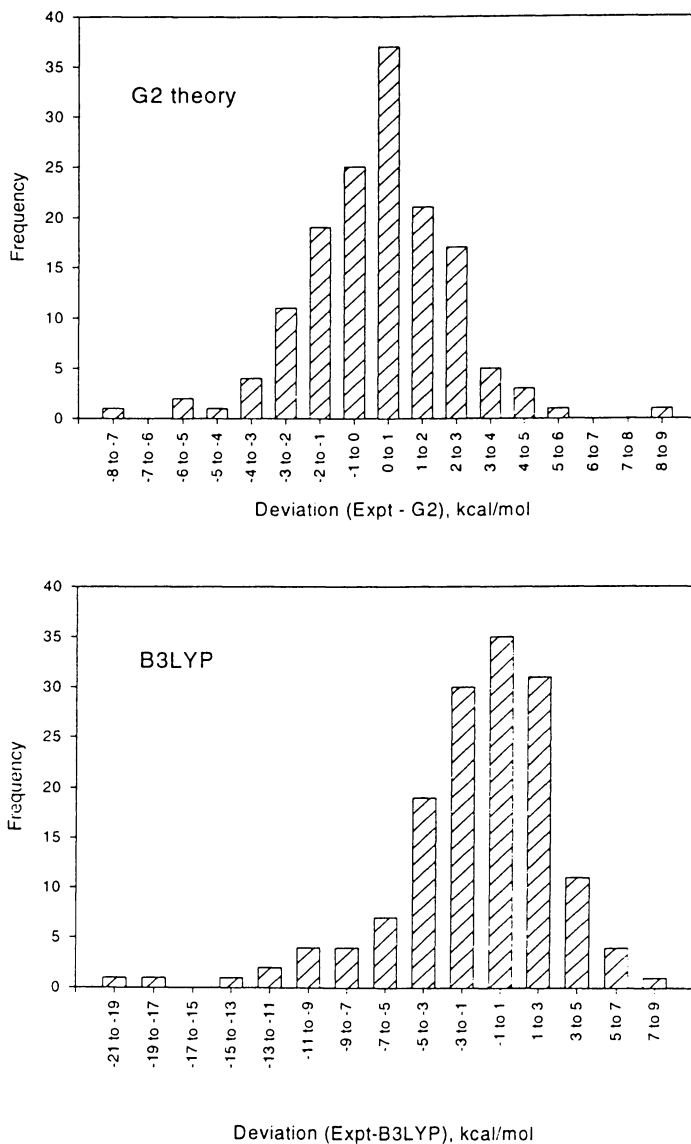 40
35
30
25
20
15
10
5
0
Frequency
G2 theory
-8 to -7
-7 to -6
-6 to -5
-5 to -4
-4 to -3
-3 to -2
-2 to -1
-1 to 0
0 to 1
1 to 2
2 to 3
3 to 4
4 to 5
5 to 6
6 to 7
7 to 8
8 to 9
Deviation (Expt - G2), kcal/mol
40
35
30
25
20
15
10
5
0
Frequency
B3LYP
-21 to -19
-19 to -17
-17 to -15
-15 to -13
-13 to -11
-11 to -9
-9 to -7
-7 to -5
-5 to -3
-3 to -1
-1 to 1
1 to 3
3 to 5
5 to 7
7 to 9
Deviation (Expt-B3LYP), kcal/mol